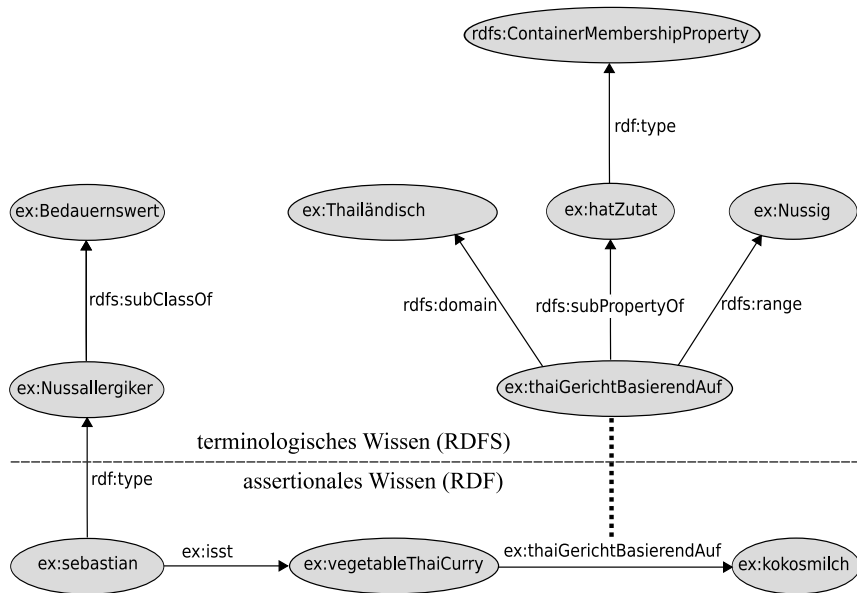 rdfs:ContainerMembershipProperty
rdf:type
ex:Bedauernswert
ex:Thailändisch
ex:hatZutat
ex:Nussig
rdfs:subClassOf
rdfs:domain
rdfs:subPropertyOf
rdfs:range
ex:Nussallergiker
ex:thaiGerichtBasierendAuf
terminologisches Wissen (RDFS)
rdf:type
assertionales Wissen (RDF)
ex:isst
ex:thaiGerichtBasierendAuf
ex:sebastian
ex:vegetableThaiCurry
ex:kokosmilch